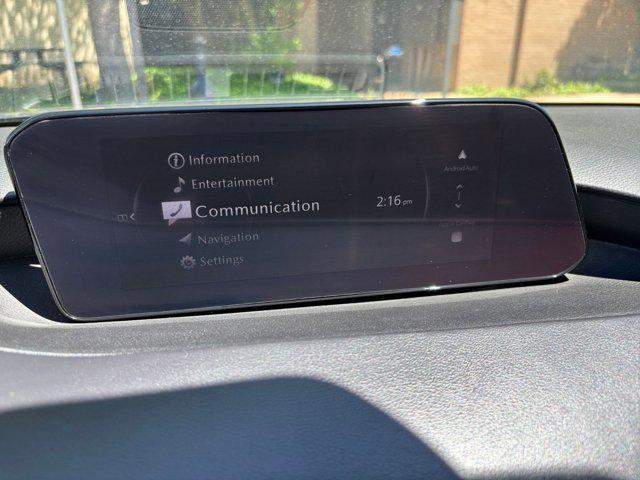 Information
Android Auto
Entertainment
Communication
2:16 pm
Navigation
Settings